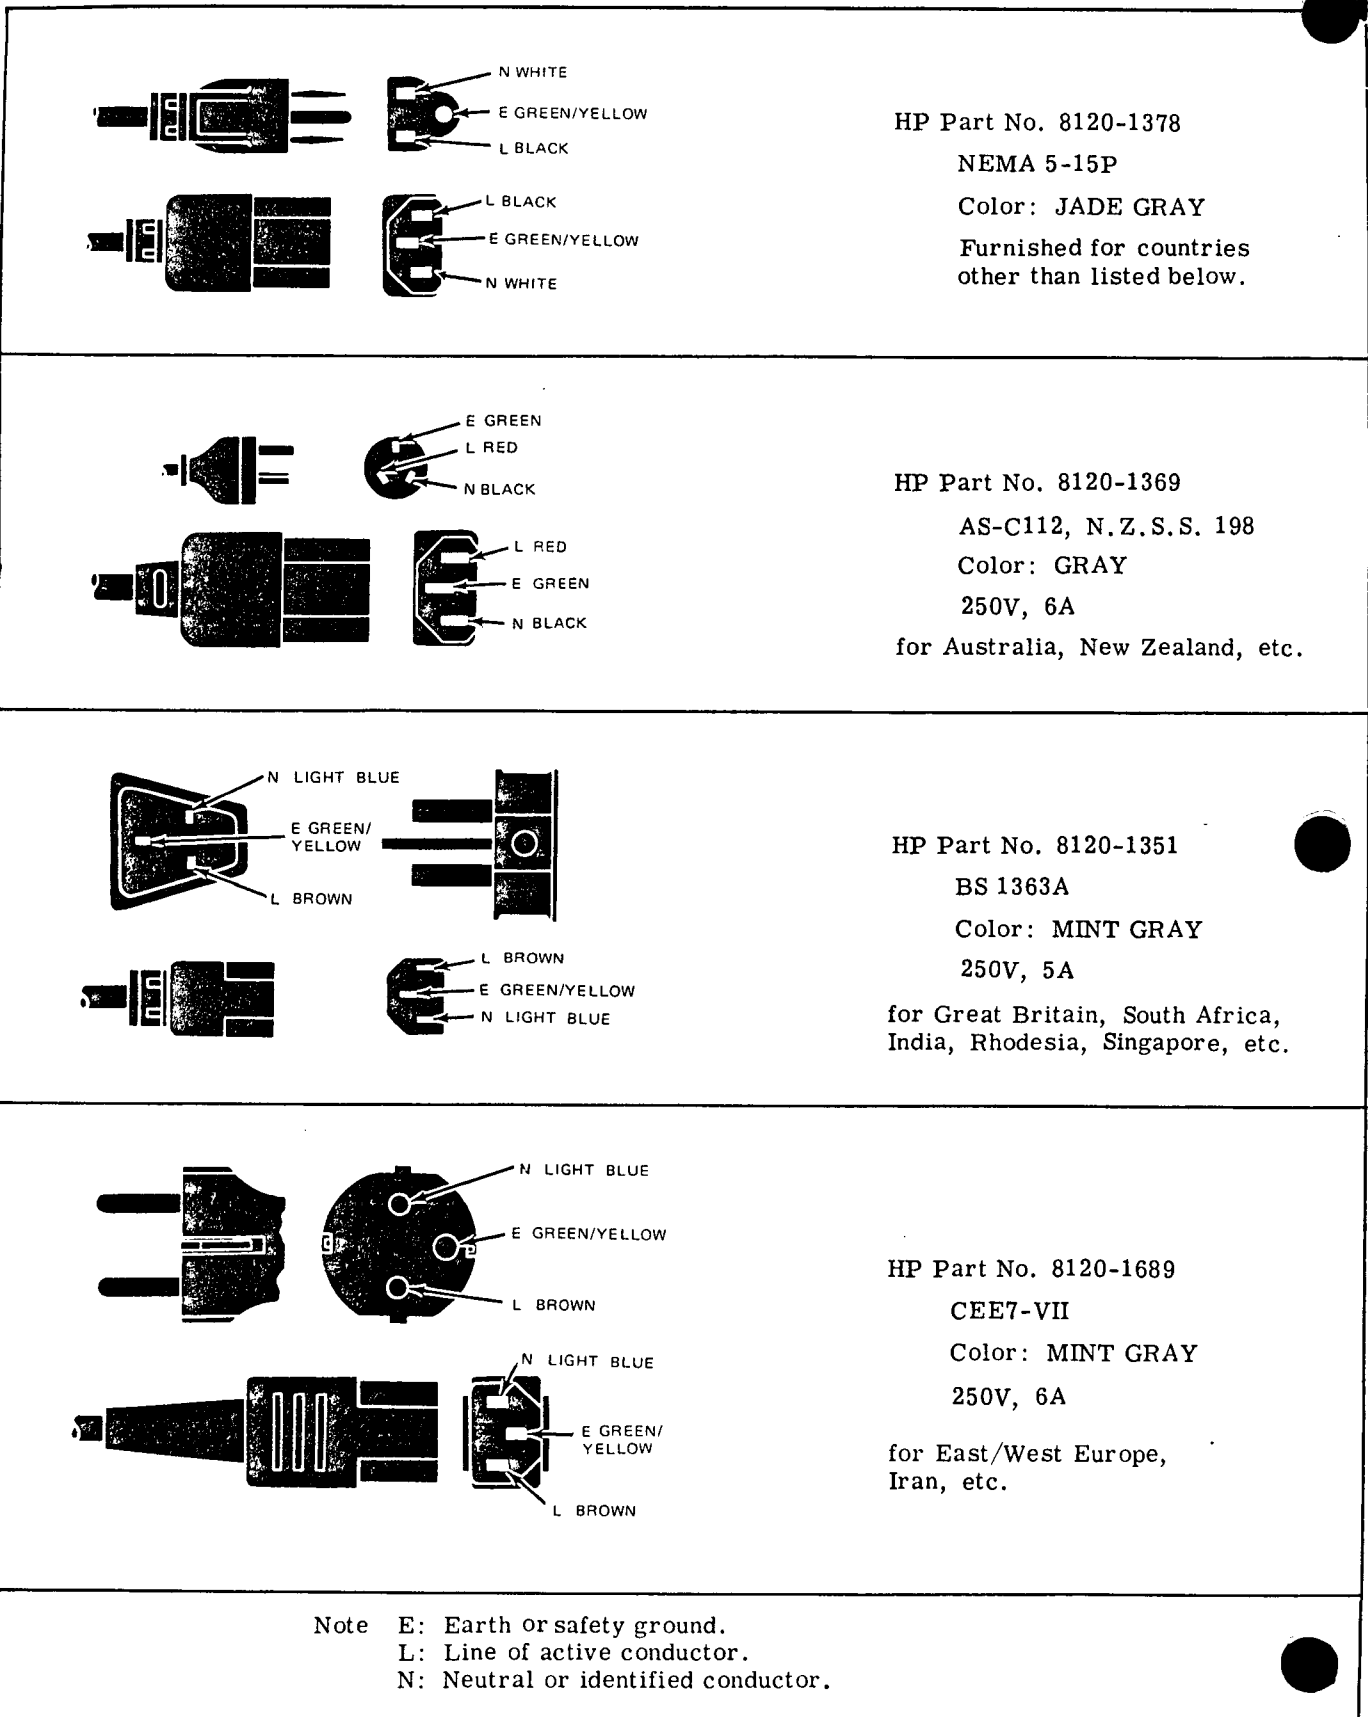 N WHITE
E GREEN/YELLOW
L BLACK
L BLACK
E GREEN/YELLOW
N WHITE
HP Part No. 8120-1378
NEMA 5-15P
Color: JADE GRAY
Furnished for countries
other than listed below.
E GREEN
L RED
N BLACK
L RED
E GREEN
N BLACK
HP Part No. 8120-1369
AS-C112, N.Z.S.S. 198
Color: GRAY
250V, 6A
for Australia, New Zealand, etc.
N LIGHT BLUE
E GREEN/
YELLOW
L BROWN
L BROWN
E GREEN/YELLOW
N LIGHT BLUE
HP Part No. 8120-1351
BS 1363A
Color: MINT GRAY
250V, 5A
for Great Britain, South Africa,
India, Rhodesia, Singapore, etc.
N LIGHT BLUE
E GREEN/YELLOW
L BROWN
N LIGHT BLUE
E GREEN/
YELLOW
L BROWN
HP Part No. 8120-1689
CEE7-VII
Color: MINT GRAY
250V, 6A
for East/West Europe,
Iran, etc.
Note E: Earth or safety ground.
L: Line of active conductor.
N: Neutral or identified conductor.